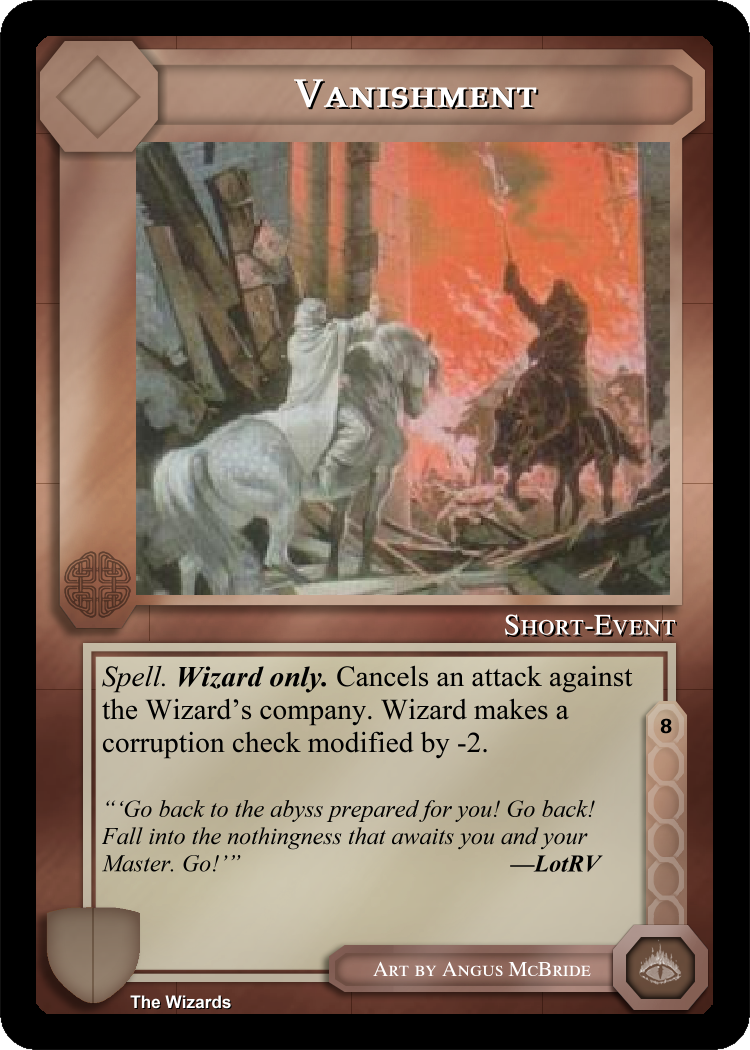 Vanishment
Short-Event
Spell. Wizard only. Cancels an attack against
the Wizard's company. Wizard makes a
corruption check modified by -2.
8
“‘Go back to the abyss prepared for you! Go back!
Fall into the nothingness that awaits you and your
Master. Go!’” —LotRV
Art by Angus McBride
The Wizards